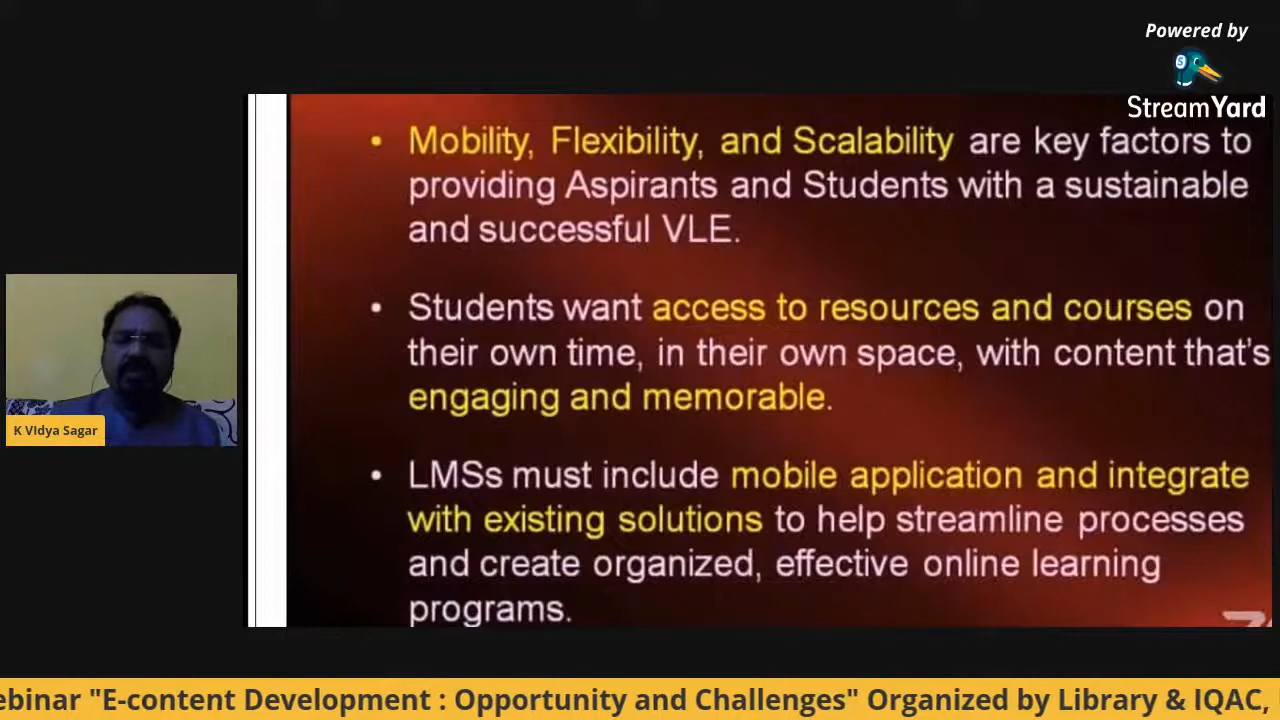 Powered by
StreamYard
• Mobility, Flexibility, and Scalability are key factors to
providing Aspirants and Students with a sustainable
and successful VLE.
• Students want access to resources and courses on
their own time, in their own space, with content that's
engaging and memorable.
• LMSs must include mobile application and integrate
with existing solutions to help streamline processes
and create organized, effective online learning
programs.
K VIdya Sagar
ebinar "E-content Development : Opportunity and Challenges" Organized by Library & IQAC,